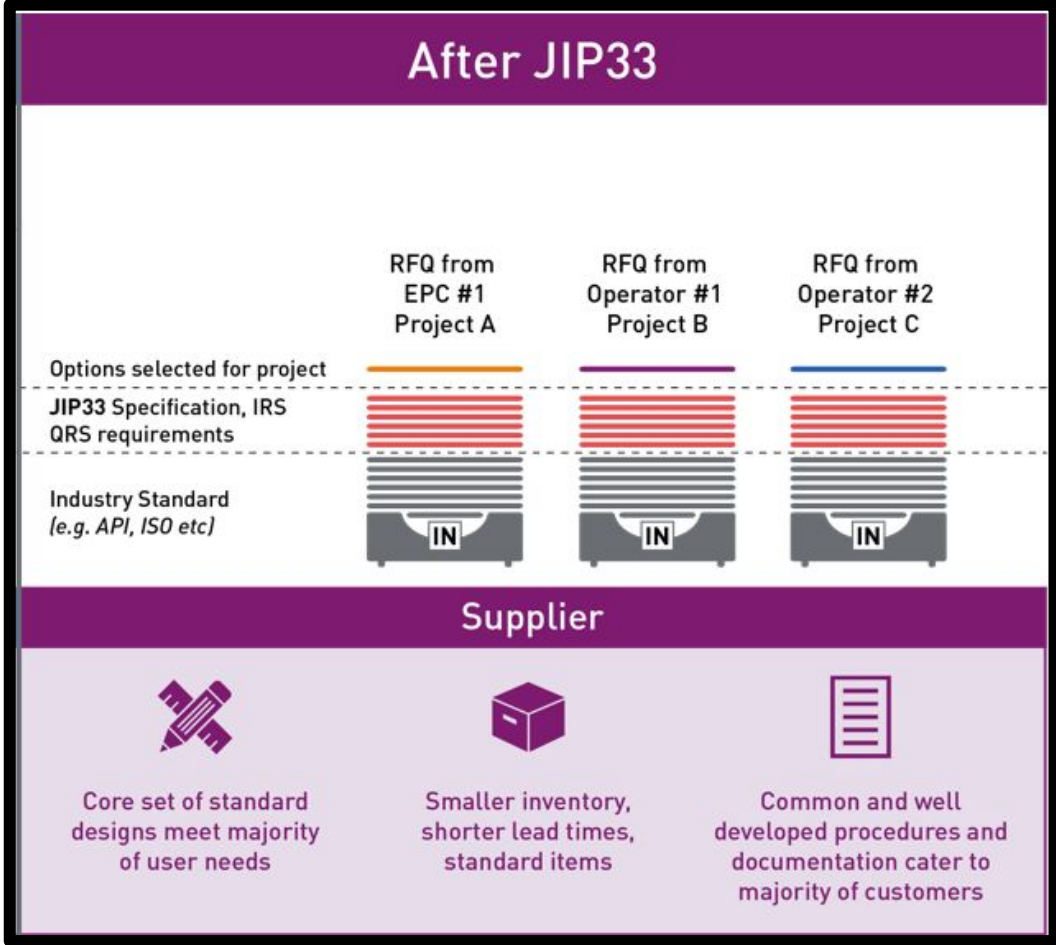 After JIP33
RFQ from
EPC #1
Project A
RFQ from
Operator #1
Project B
RFQ from
Operator #2
Project C
Options selected for project
JIP33 Specification, IRS
QRS requirements
Industry Standard
(e.g. API, ISO etc)
IN
IN
IN
Supplier
Core set of standard
designs meet majority
of user needs
Smaller inventory,
shorter lead times,
standard items
Common and well
developed procedures and
documentation cater to
majority of customers